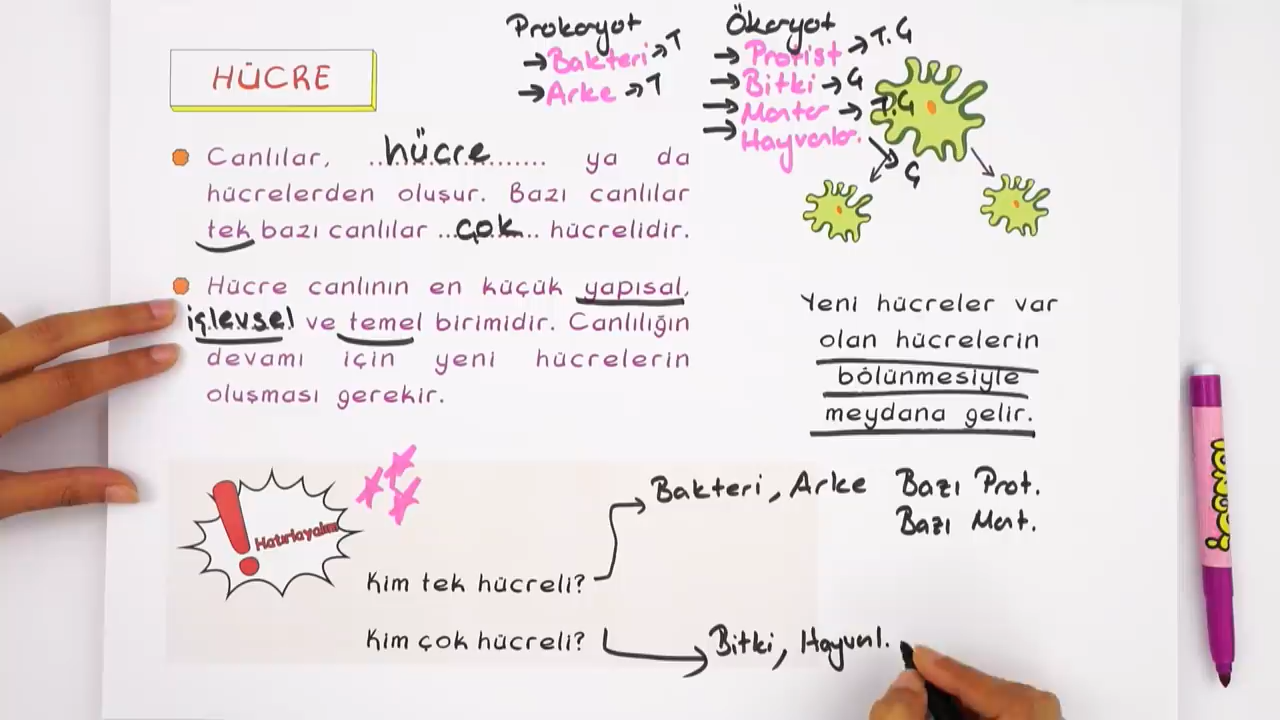 Prokaryot
→Bakteri→T
→Arke→T
Ökaryot
→Protist→T.Ç
→Bitki→Ç
→Mantar→T.Ç
→Hayvanlar.
Ç
HÜCRE
Canlılar, ..hücre.. ya da
hücrelerden oluşur. Bazı canlılar
tek bazı canlılar ...çok... hücrelidir.
Hücre canlının en küçük yapısal,
işlevsel ve temel birimidir. Canlılığın
devamı için yeni hücrelerin
oluşması gerekir.
Yeni hücreler var
olan hücrelerin
bölünmesiyle
meydana gelir.
Hatırlayalım
Bakteri, Arke Bazı Prot.
Bazı Mant.
Kim tek hücreli?
Kim çok hücreli?
Bitki, Hayvanl.